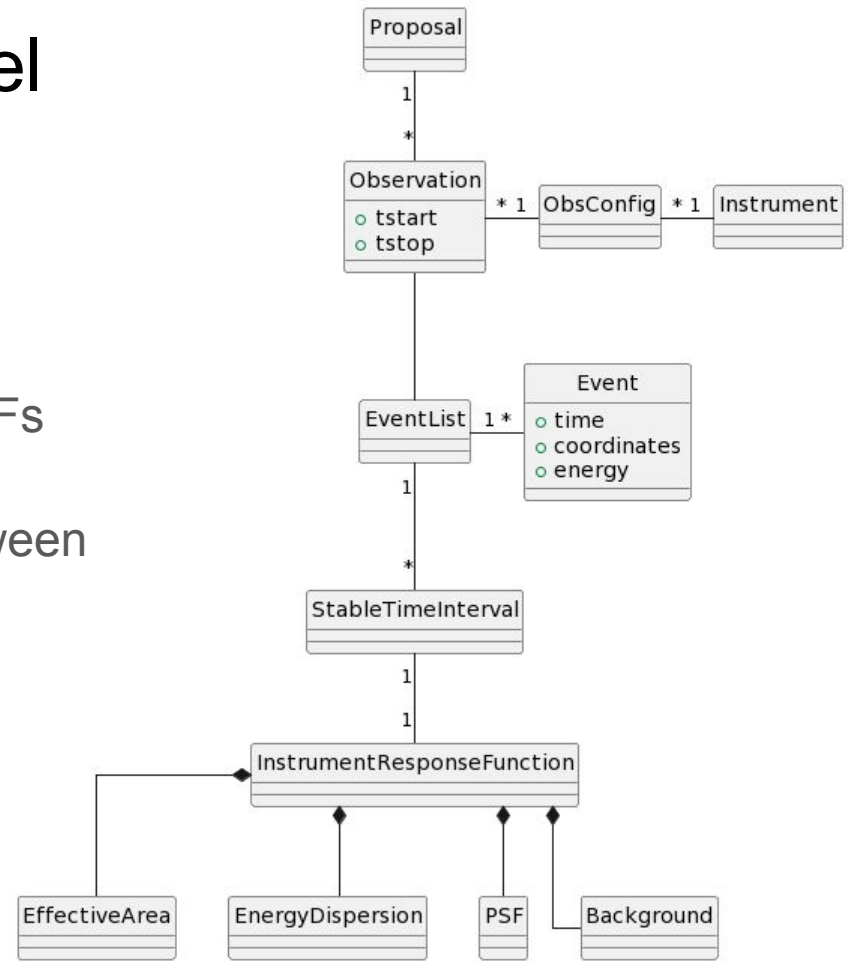 el
Fs
ween
Proposal
1
*
Observation
tstart
tstop
* 1
ObsConfig
* 1
Instrument
EventList
1 *
Event
time
coordinates
energy
1
*
StableTimeInterval
1
1
InstrumentResponseFunction
EffectiveArea
EnergyDispersion
PSF
Background